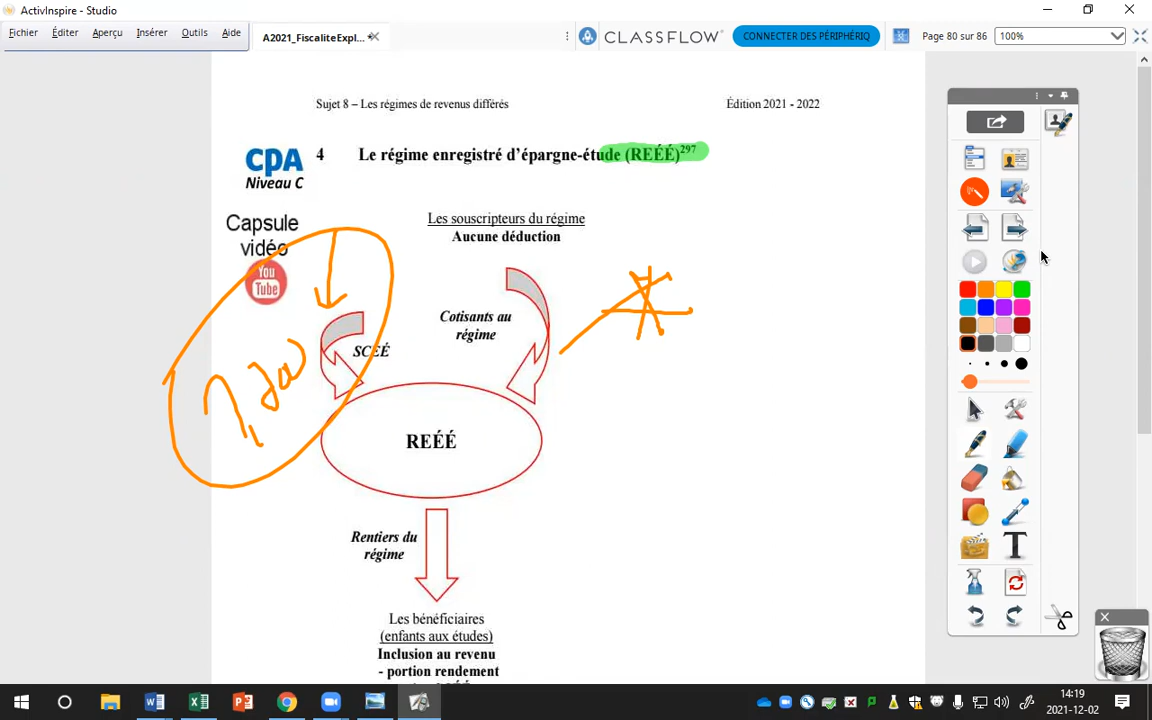 ActivInspire - Studio
Fichier Éditer Aperçu Insérer Outils Aide
A2021_FiscaliteExpl...
CLASSFLOW
CONNECTER DES PÉRIPHÉRIQ
Page 80 sur 86
100%
Sujet 8 – Les régimes de revenus différés
Édition 2021 - 2022
CPA
Niveau C
4 Le régime enregistré d'épargne-étude (REÉÉ)297
Capsule
vidéo
You
Tube
Les souscripteurs du régime
Aucune déduction
Cotisants au
régime
SCEÉ
REÉÉ
Rentiers du
régime
Les bénéficiaires
(enfants aux études)
Inclusion au revenu
- portion rendement
T
14:19
2021-12-02